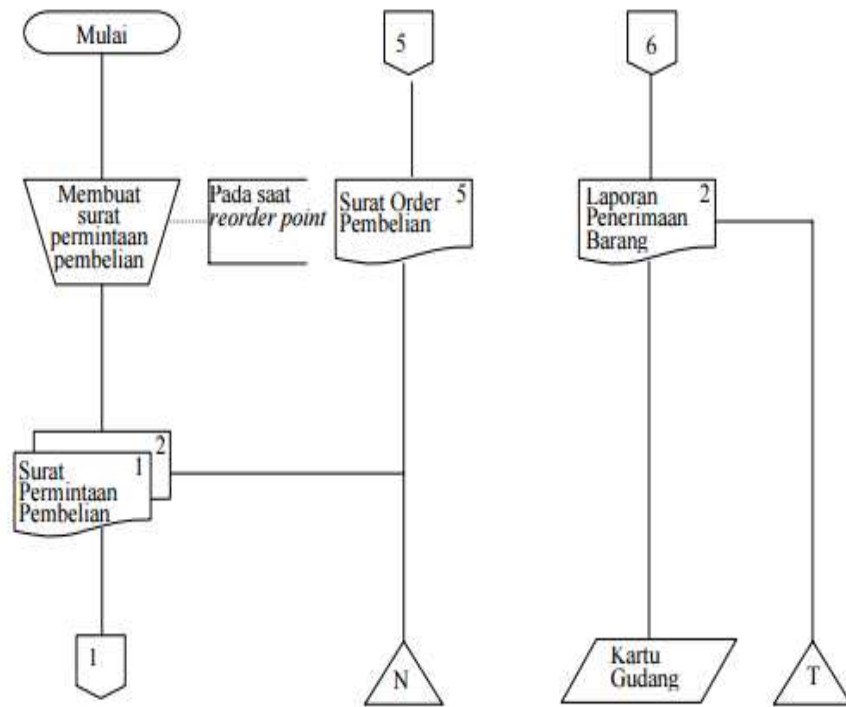 Mulai
5
6
Membuat
surat
permintaan
pembelian
Pada saat
reorder point
Surat Order 5
Pembelian
Laporan 2
Penerimaan
Barang
2
Surat 1
Permintaan
Pembelian
1
N
Kartu
Gudang
T